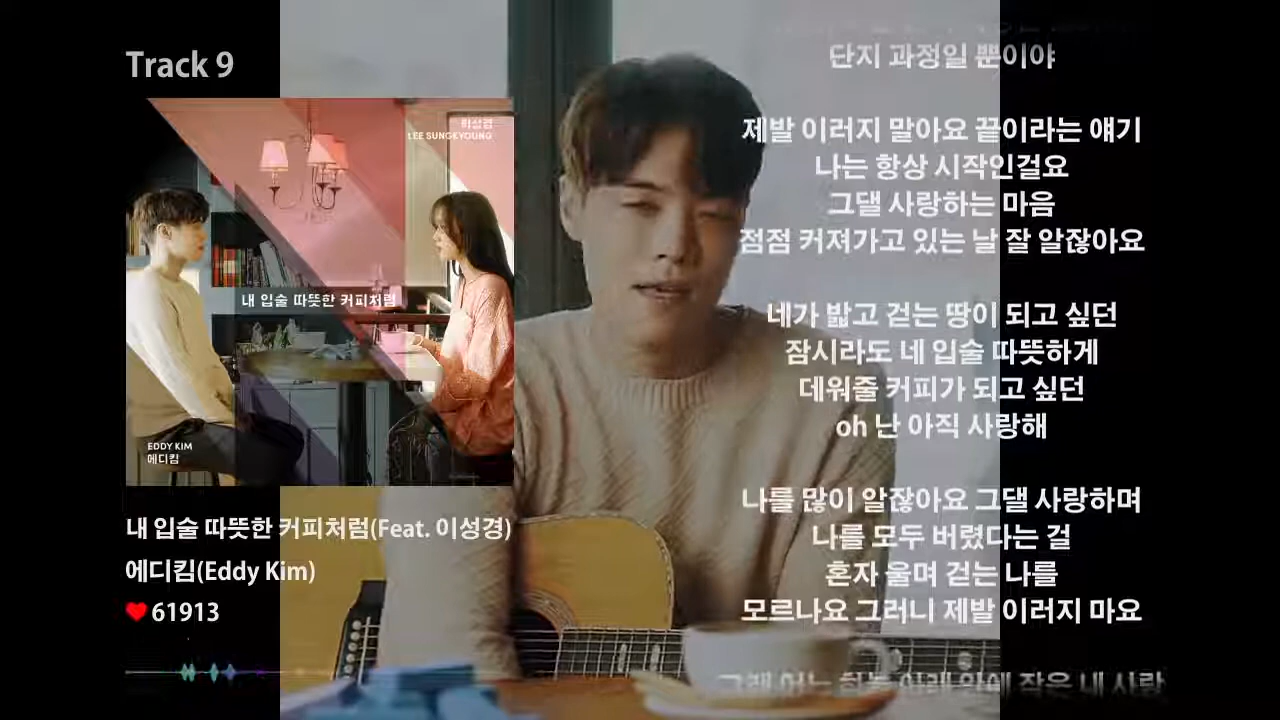 Track 9
이성경
LEE SUNGKYOUNG
내 입술 따뜻한 커피처럼
EDDY KIM
에디킴
내 입술 따뜻한 커피처럼(Feat. 이성경)
에디킴(Eddy Kim)
61913
단지 과정일 뿐이야
제발 이러지 말아요 끝이라는 얘기
나는 항상 시작인걸요
그댈 사랑하는 마음
점점 커져가고 있는 날 잘 알잖아요
네가 밟고 걷는 땅이 되고 싶던
잠시라도 네 입술 따뜻하게
데워줄 커피가 되고 싶던
oh 난 아직 사랑해
나를 많이 알잖아요 그댈 사랑하며
나를 모두 버렸다는 걸
혼자 울며 걷는 나를
모르나요 그러니 제발 이러지 마요
작은 내 사랑